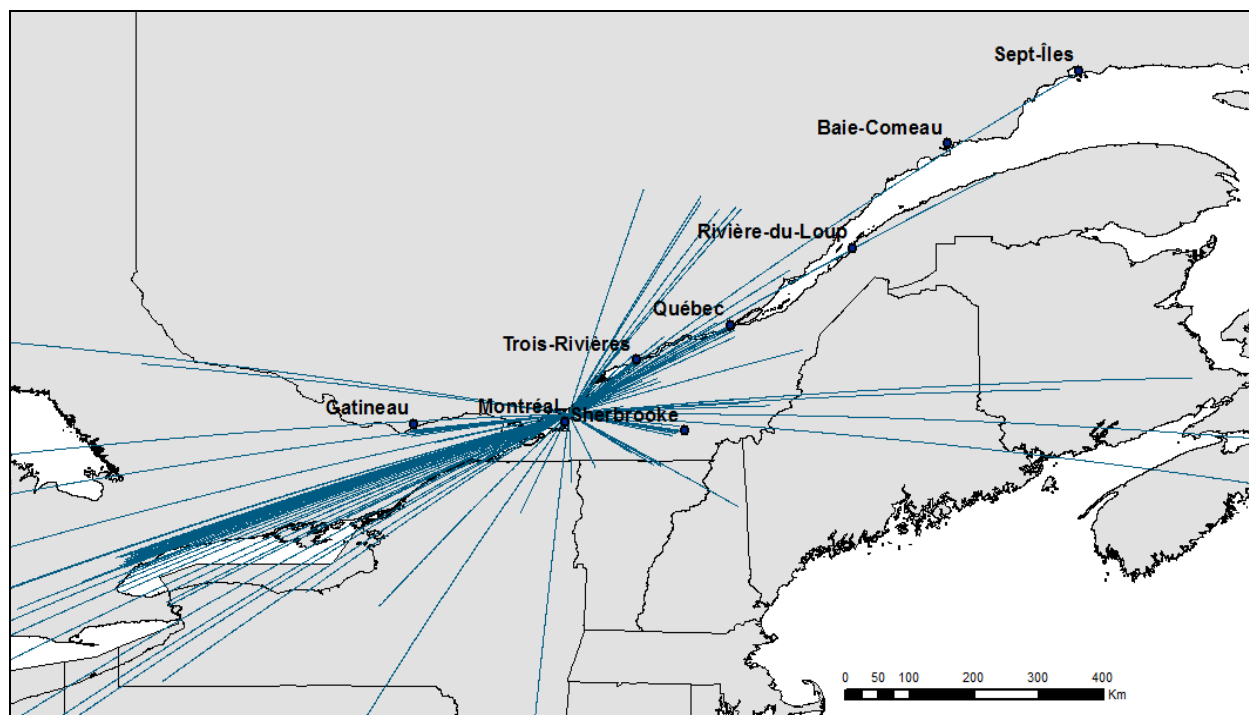 Sept-Îles
Baie-Comeau
Rivière-du-Loup
Québec
Trois-Rivières
Gatineau
Montréal
Sherbrooke
0 50 100 200 300 400
Km